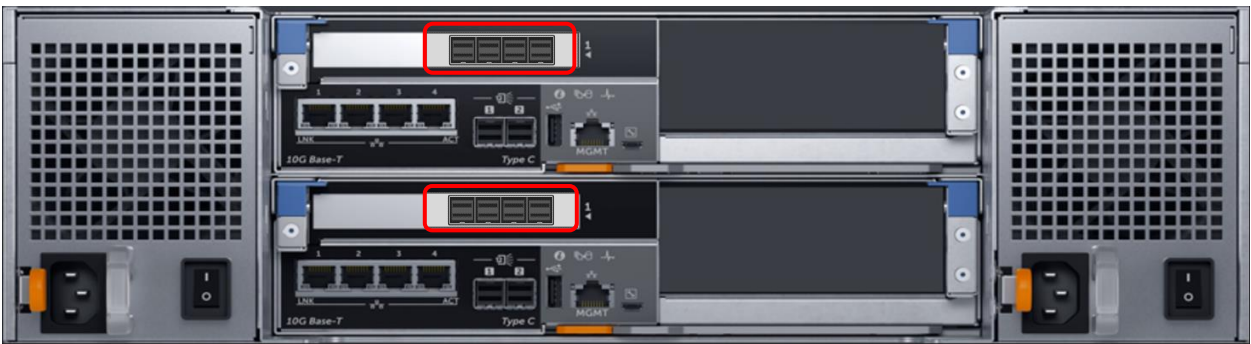 1
1 2 3 4
1 2
LNK
ACT
10G Base-T
Type C
MGMT
1
1 2 3 4
1 2
LNK
ACT
10G Base-T
Type C
MGMT